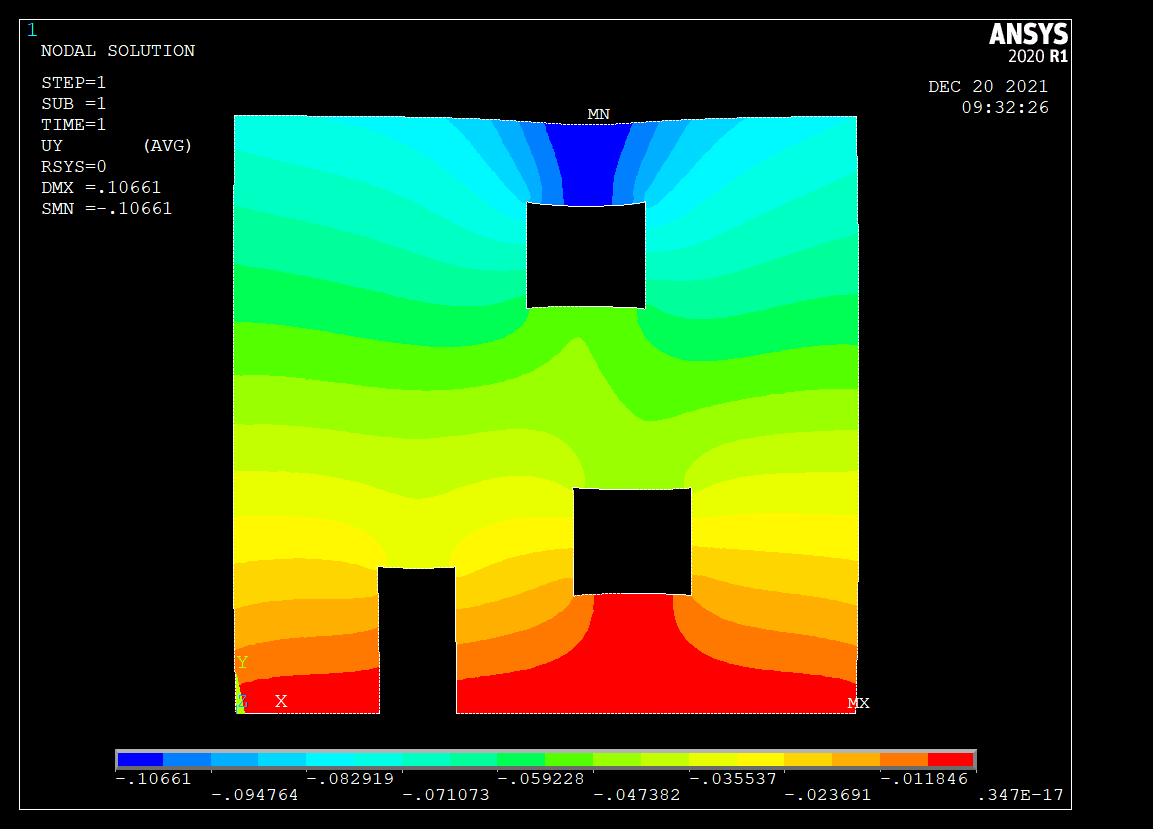 1
NODAL SOLUTION
STEP=1
SUB =1
TIME=1
UY (AVG)
RSYS=0
DMX =.10661
SMN =-.10661
ANSYS
2020 R1
DEC 20 2021
09:32:26
MN
Y
Z X
MX
-.10661 -.082919 -.059228 -.035537 -.011846
-.094764 -.071073 -.047382 -.023691 .347E-17